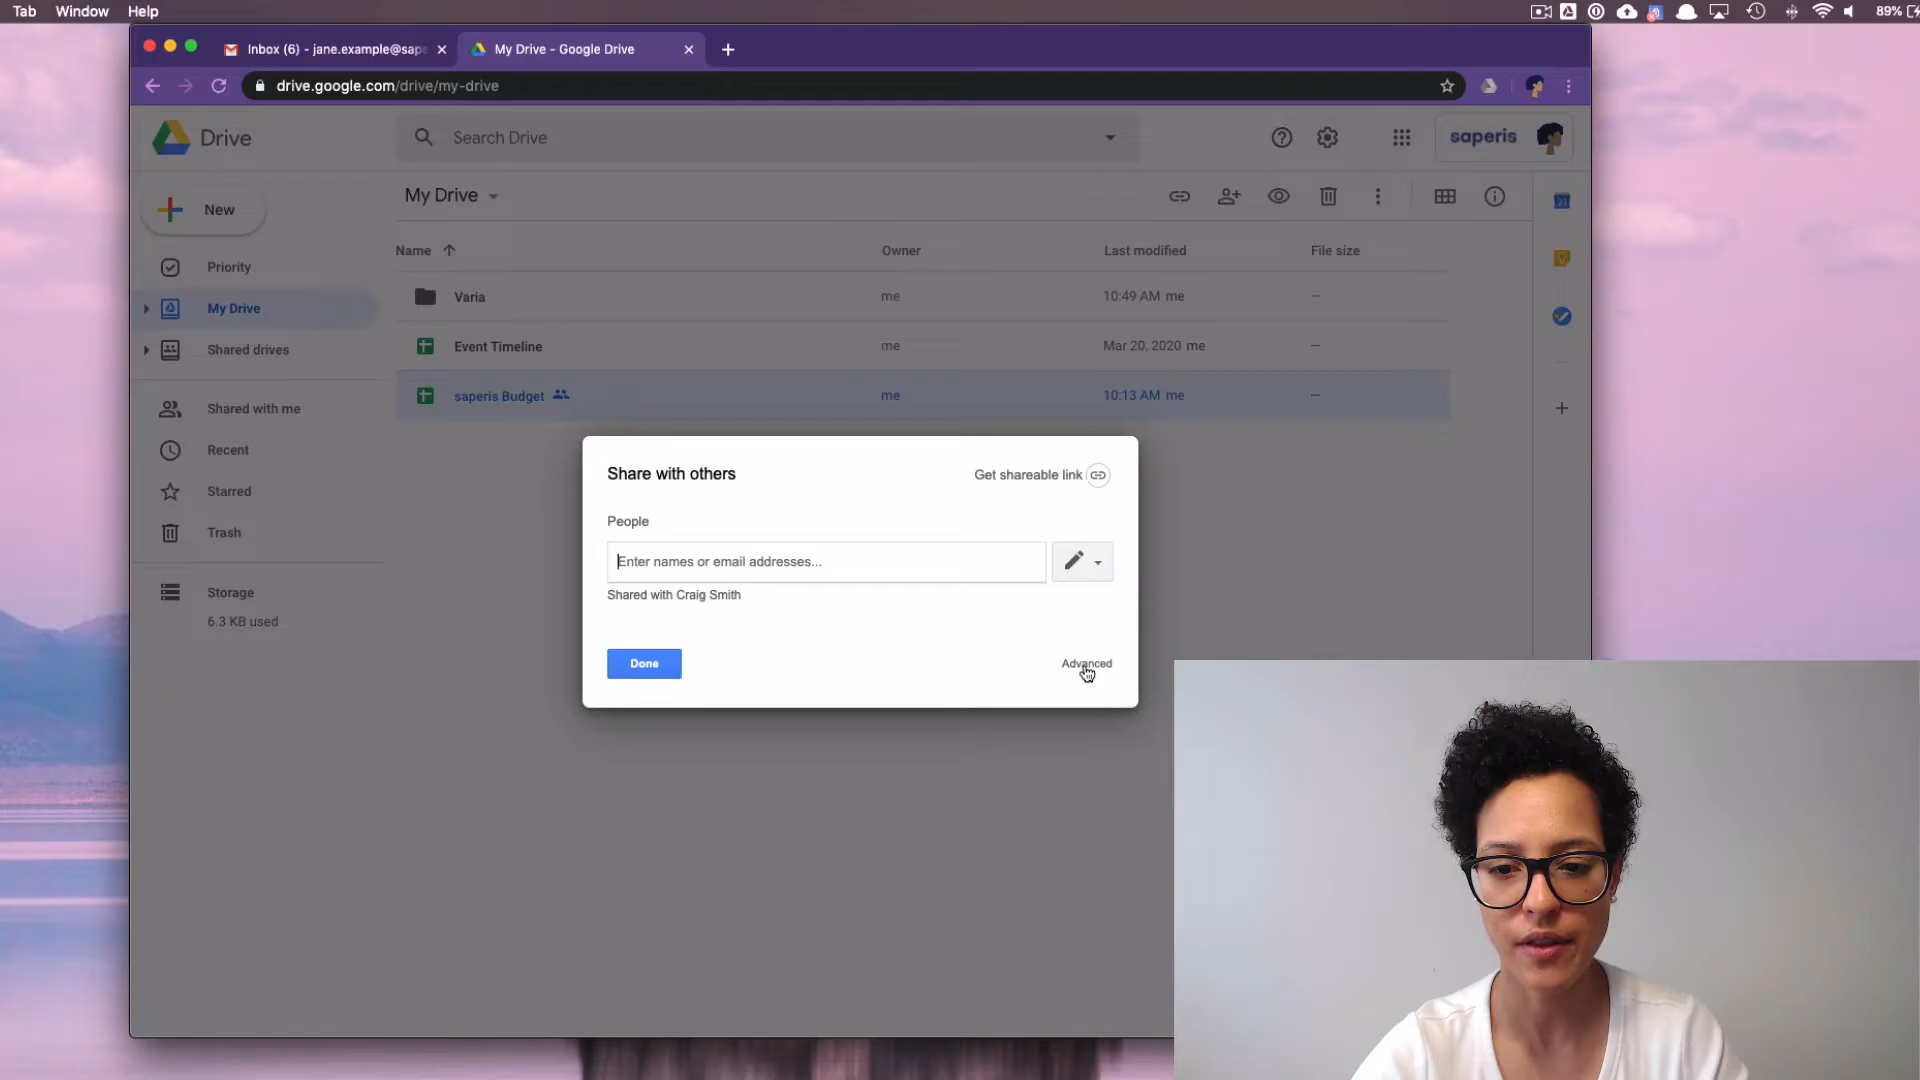 Tab Window Help
89%
Inbox (6) - jane.example@sape
My Drive - Google Drive
drive.google.com/drive/my-drive
Drive
Search Drive
saperis
New
My Drive
Name Owner Last modified File size
Priority
My Drive
Shared drives
Shared with me
Recent
Starred
Trash
Storage
6.3 KB used
Varia me 10:49 AM me –
Event Timeline me Mar 20, 2020 me –
saperis Budget me 10:13 AM me –
Share with others
Get shareable link
People
Enter names or email addresses...
Shared with Craig Smith
Done
Advanced